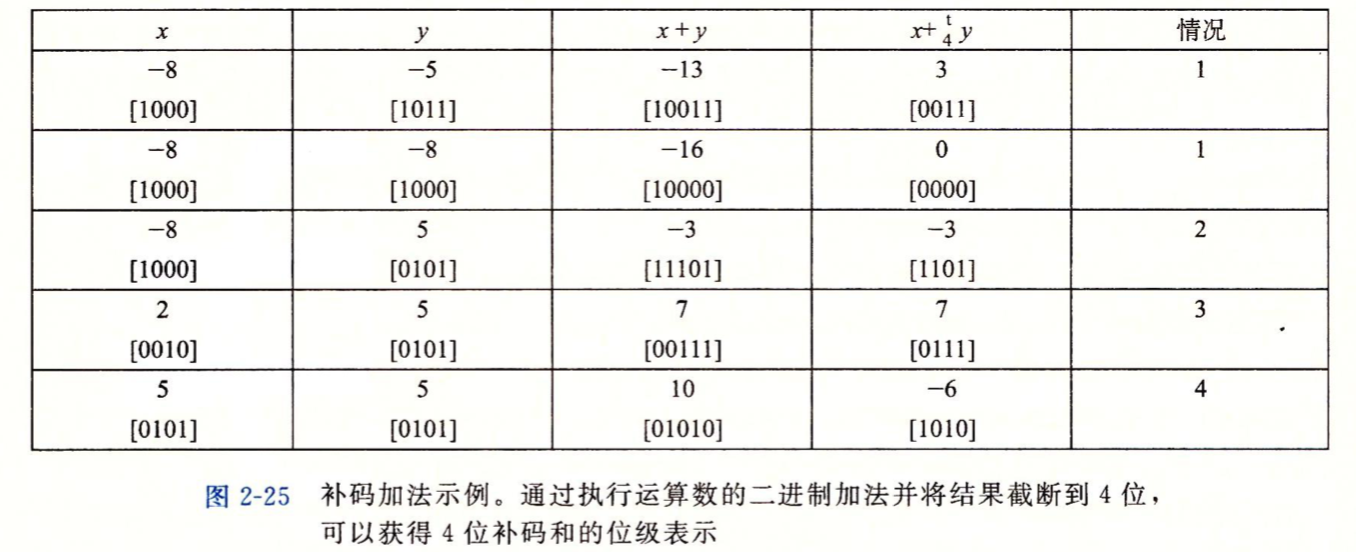 x y x+y x+ᵗ₄y 情况
−8 −5 −13 3 1
[1000] [1011] [10011] [0011]
−8 −8 −16 0 1
[1000] [1000] [10000] [0000]
−8 5 −3 −3 2
[1000] [0101] [11101] [1101]
2 5 7 7 3
[0010] [0101] [00111] [0111]
5 5 10 −6 4
[0101] [0101] [01010] [1010]
图 2-25 补码加法示例。通过执行运算数的二进制加法并将结果截断到 4 位，
可以获得 4 位补码和的位级表示